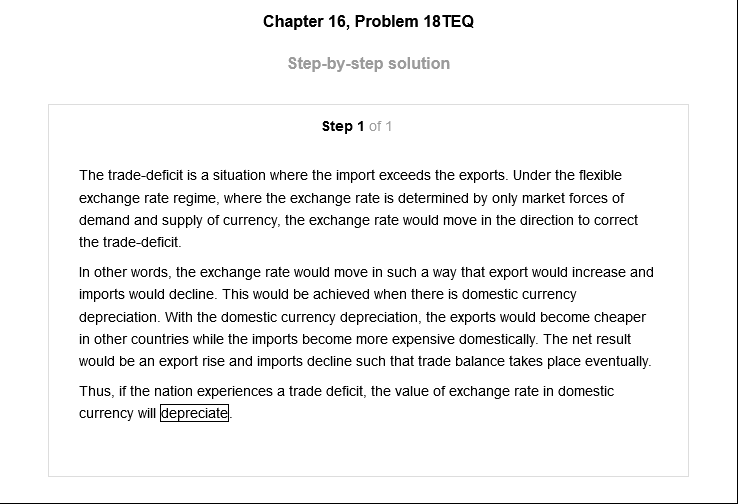 Chapter 16, Problem 18TEQ
Step-by-step solution
Step 1 of 1
The trade-deficit is a situation where the import exceeds the exports. Under the flexible
exchange rate regime, where the exchange rate is determined by only market forces of
demand and supply of currency, the exchange rate would move in the direction to correct
the trade-deficit.
In other words, the exchange rate would move in such a way that export would increase and
imports would decline. This would be achieved when there is domestic currency
depreciation. With the domestic currency depreciation, the exports would become cheaper
in other countries while the imports become more expensive domestically. The net result
would be an export rise and imports decline such that trade balance takes place eventually.
Thus, if the nation experiences a trade deficit, the value of exchange rate in domestic
currency will depreciate.